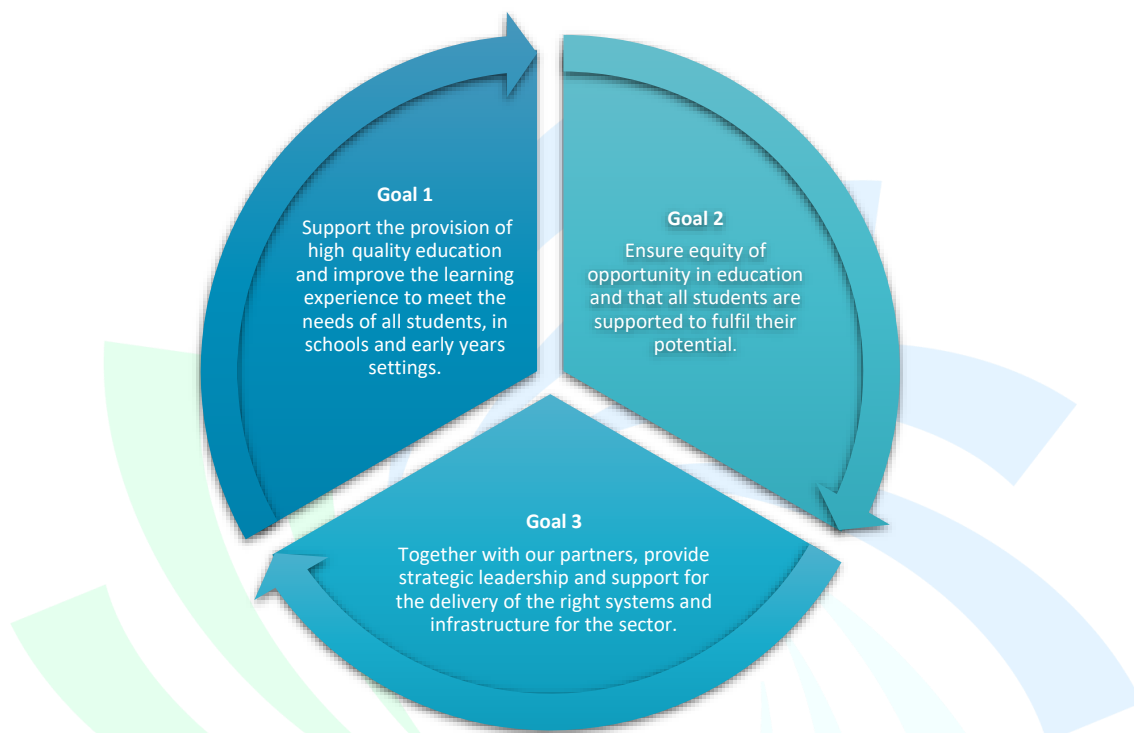 Goal 1
Support the provision of
high quality education
and improve the learning
experience to meet the
needs of all students, in
schools and early years
settings.
Goal 2
Ensure equity of
opportunity in education
and that all students are
supported to fulfil their
potential.
Goal 3
Together with our partners, provide
strategic leadership and support for
the delivery of the right systems and
infrastructure for the sector.